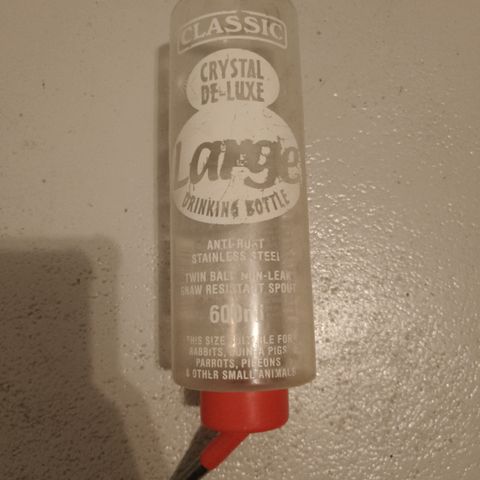 CLASSIC
CRYSTAL
DE-LUXE
Large
DRINKING BOTTLE
ANTI-RUST
STAINLESS STEEL
TWIN BALL NON-LEAK
GNAW RESISTANT SPOUT
600ml
THIS SIZE SUITABLE FOR
RABBITS, GUINEA PIGS
PARROTS, PIGEONS
& OTHER SMALL ANIMALS